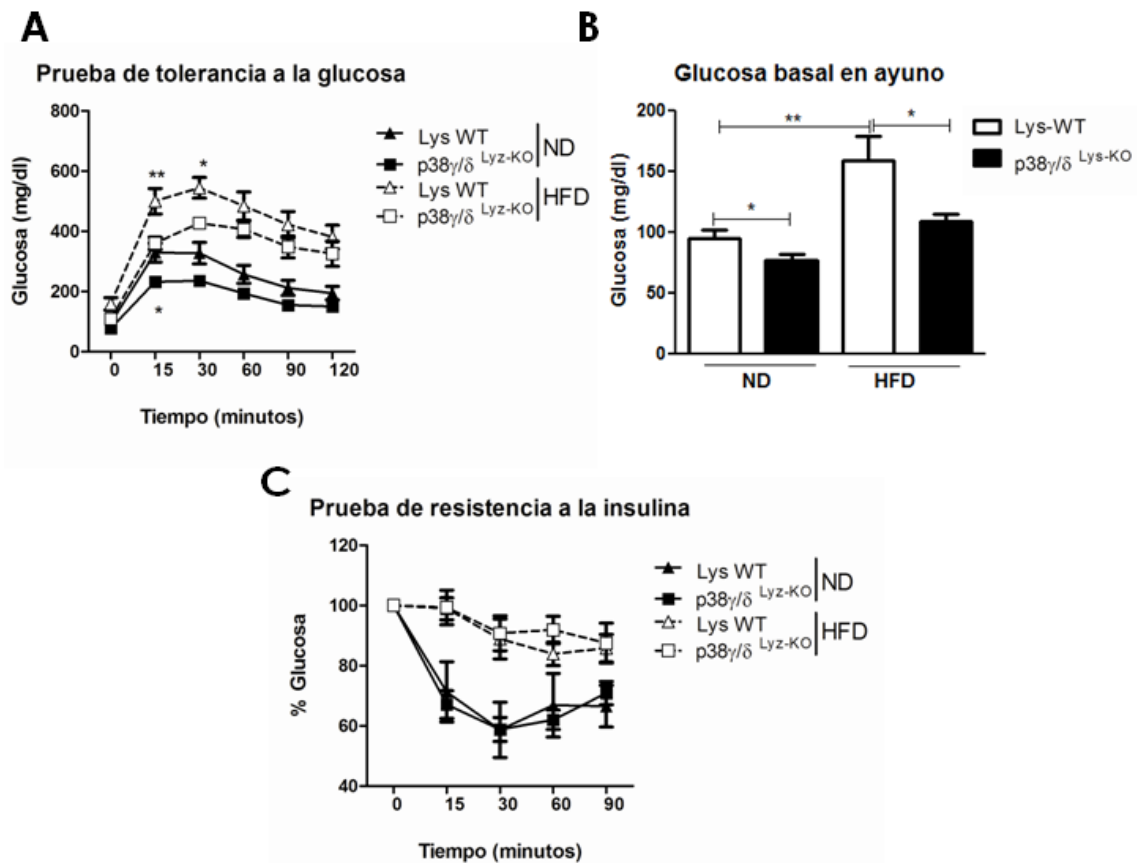 A
Prueba de tolerancia a la glucosa
Glucosa (mg/dl)
800
600
400
200
0
** * *
0 15 30 60 90 120
Tiempo (minutos)
Lys WT
p38γ/δ Lyz-KO
ND
Lys WT
p38γ/δ Lyz-KO
HFD
B
Glucosa basal en ayuno
Glucosa (mg/dl)
200
150
100
50
0
** *
*
ND HFD
Lys-WT
p38γ/δ Lys-KO
C
Prueba de resistencia a la insulina
% Glucosa
120
100
80
60
40
0 15 30 60 90
Tiempo (minutos)
Lys WT
p38γ/δ Lyz-KO
ND
Lys WT
p38γ/δ Lyz-KO
HFD